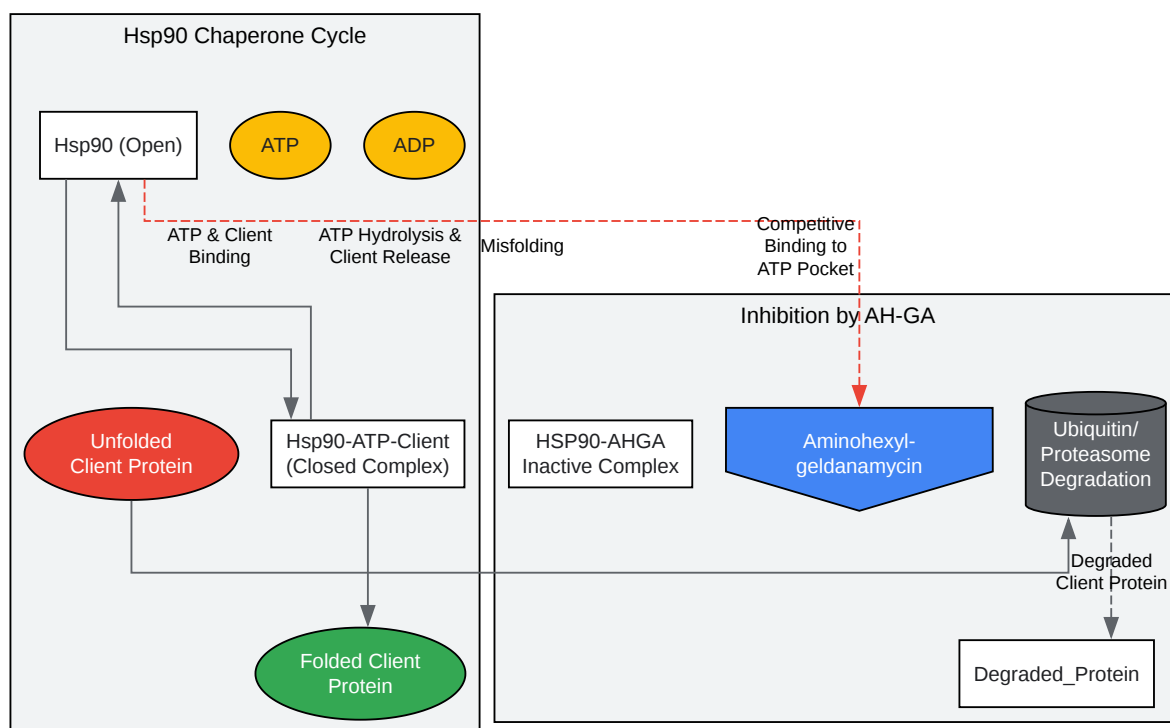 Hsp90 Chaperone Cycle
Hsp90 (Open)
ATP
ADP
ATP & Client
Binding
ATP Hydrolysis &
Client Release
Misfolding
Competitive
Binding to
ATP Pocket
Inhibition by AH-GA
Unfolded
Client Protein
Hsp90-ATP-Client
(Closed Complex)
HSP90-AHGA
Inactive Complex
Aminohexyl-
geldanamycin
Ubiquitin/
Proteasome
Degradation
Degraded
Client Protein
Folded Client
Protein
Degraded_Protein